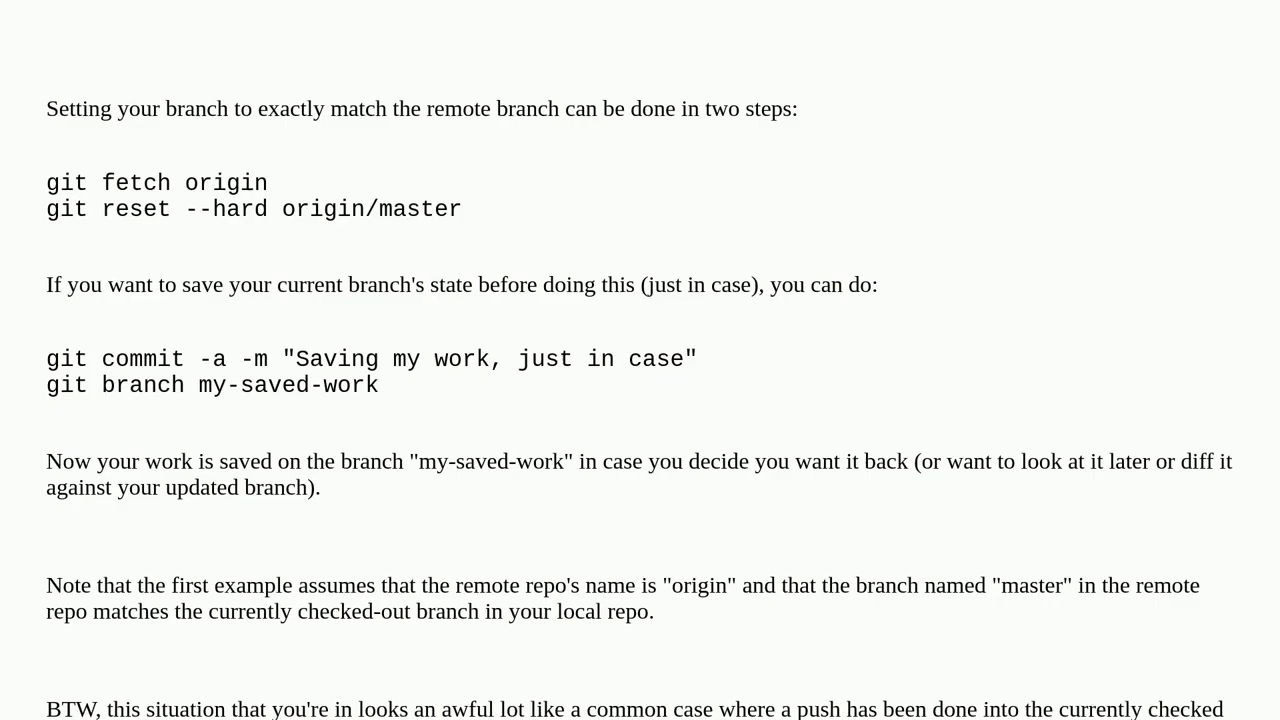 Setting your branch to exactly match the remote branch can be done in two steps:
git fetch origin
git reset --hard origin/master
If you want to save your current branch's state before doing this (just in case), you can do:
git commit -a -m "Saving my work, just in case"
git branch my-saved-work
Now your work is saved on the branch "my-saved-work" in case you decide you want it back (or want to look at it later or diff it
against your updated branch).
Note that the first example assumes that the remote repo's name is "origin" and that the branch named "master" in the remote
repo matches the currently checked-out branch in your local repo.
BTW, this situation that you're in looks an awful lot like a common case where a push has been done into the currently checked